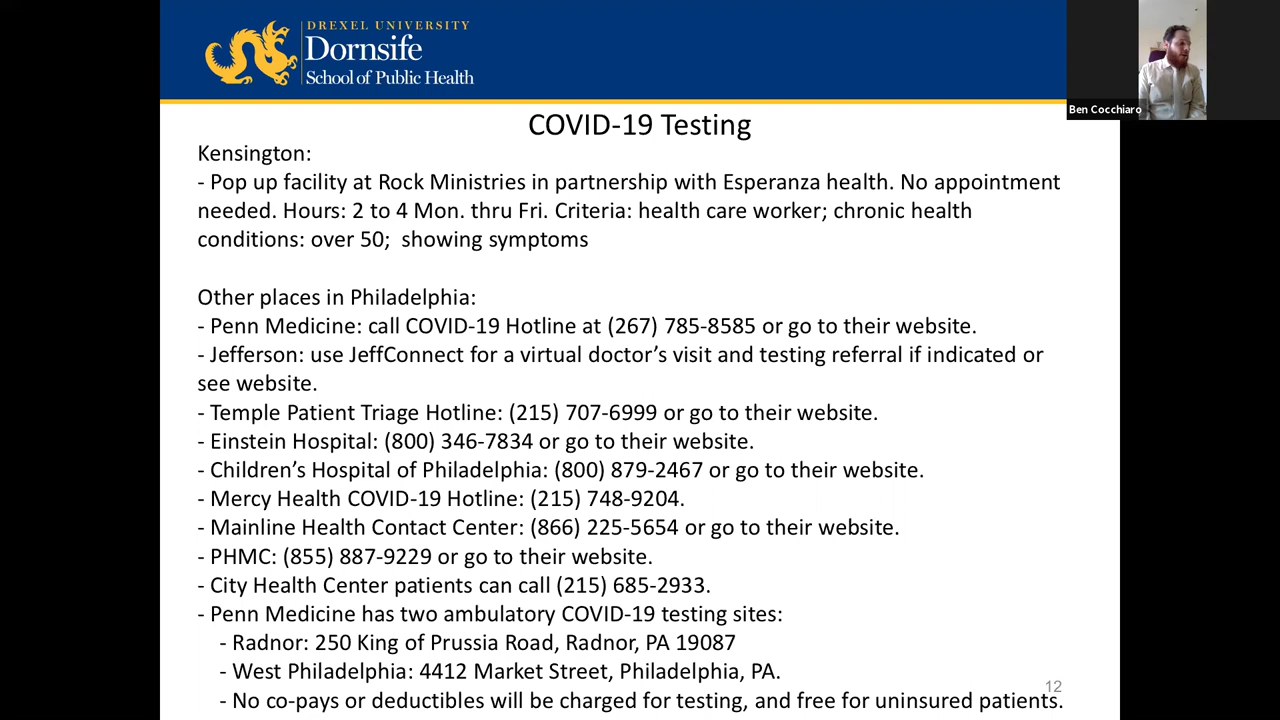 DREXEL UNIVERSITY
Dornsife
School of Public Health
Ben Cocchiaro
COVID-19 Testing
Kensington:
- Pop up facility at Rock Ministries in partnership with Esperanza health. No appointment
needed. Hours: 2 to 4 Mon. thru Fri. Criteria: health care worker; chronic health
conditions: over 50;  showing symptoms
Other places in Philadelphia:
- Penn Medicine: call COVID-19 Hotline at (267) 785-8585 or go to their website.
- Jefferson: use JeffConnect for a virtual doctor’s visit and testing referral if indicated or
see website.
- Temple Patient Triage Hotline: (215) 707-6999 or go to their website.
- Einstein Hospital: (800) 346-7834 or go to their website.
- Children’s Hospital of Philadelphia: (800) 879-2467 or go to their website.
- Mercy Health COVID-19 Hotline: (215) 748-9204.
- Mainline Health Contact Center: (866) 225-5654 or go to their website.
- PHMC: (855) 887-9229 or go to their website.
- City Health Center patients can call (215) 685-2933.
- Penn Medicine has two ambulatory COVID-19 testing sites:
- Radnor: 250 King of Prussia Road, Radnor, PA 19087
- West Philadelphia: 4412 Market Street, Philadelphia, PA.
- No co-pays or deductibles will be charged for testing, and free for uninsured patients.
12